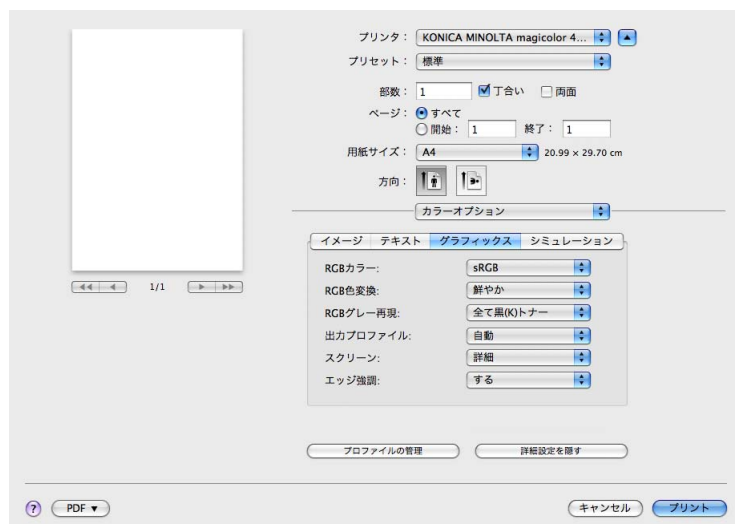 プリンタ： KONICA MINOLTA magicolor 4...
プリセット： 標準
部数： 1 丁合い 両面
ページ： すべて
開始： 1 終了： 1
用紙サイズ： A4 20.99 × 29.70 cm
方向：
カラーオプション
イメージ テキスト グラフィックス シミュレーション
RGBカラー: sRGB
RGB色変換: 鮮やか
RGBグレー再現: 全て黒(K)トナー
出力プロファイル: 自動
スクリーン: 詳細
エッジ強調: する
1/1
プロファイルの管理 詳細設定を隠す
? PDF ▼ キャンセル プリント